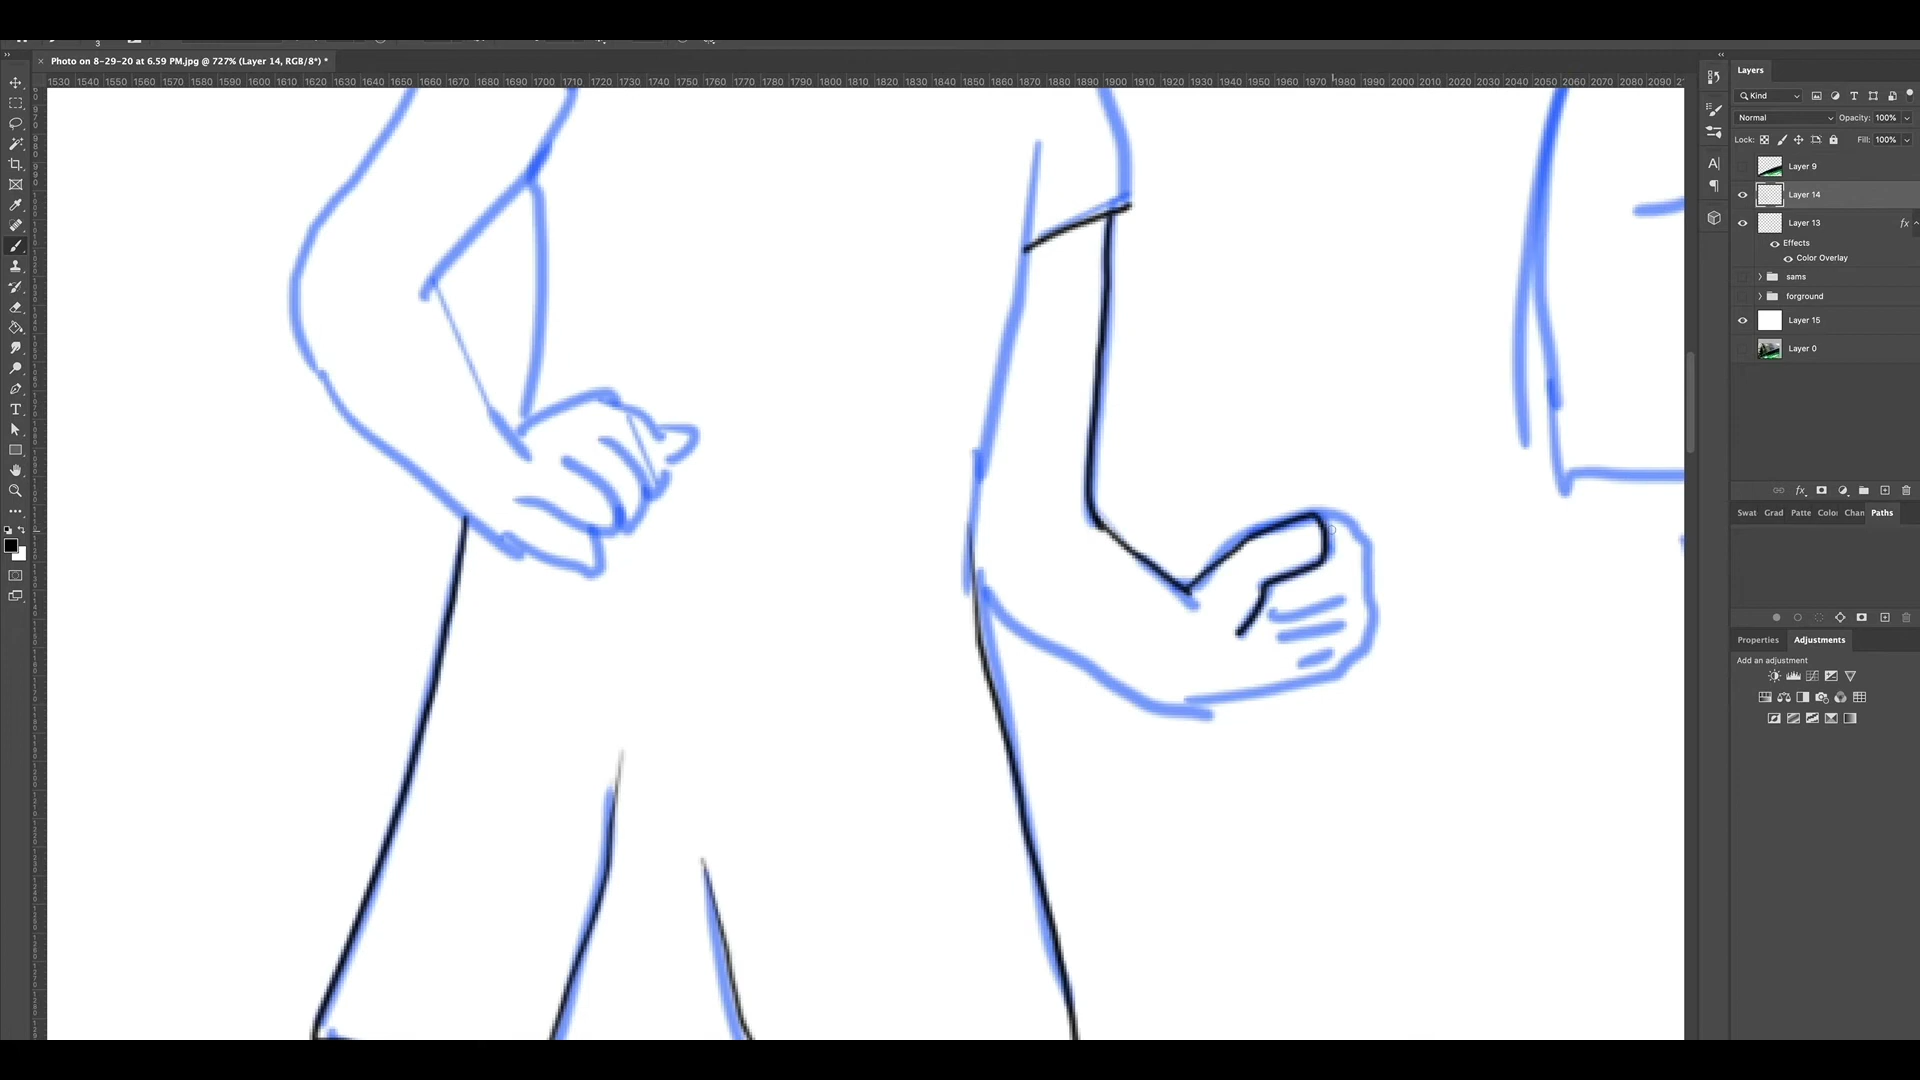 3
Photo on 8-29-20 at 6.59 PM.jpg @ 727% (Layer 14, RGB/8*) *
1530 1540 1550 1560 1570 1580 1590 1600 1610 1620 1630 1640 1650 1660 1670 1680 1690 1700 1710 1720 1730 1740 1750 1760 1770 1780 1790 1800 1810 1820 1830 1840 1850 1860 1870 1880 1890 1900 1910 1920 1930 1940 1950 1960 1970 1980 1990 2000 2010 2020 2030 2040 2050 2060 2070 2080 2090
Layers
Kind
Normal Opacity: 100%
Lock: Fill: 100%
Layer 9
Layer 14
Layer 13 fx
Effects
Color Overlay
sams
forground
Layer 15
Layer 0
fx
Swat Grad Patte Color Chan Paths
Properties Adjustments
Add an adjustment